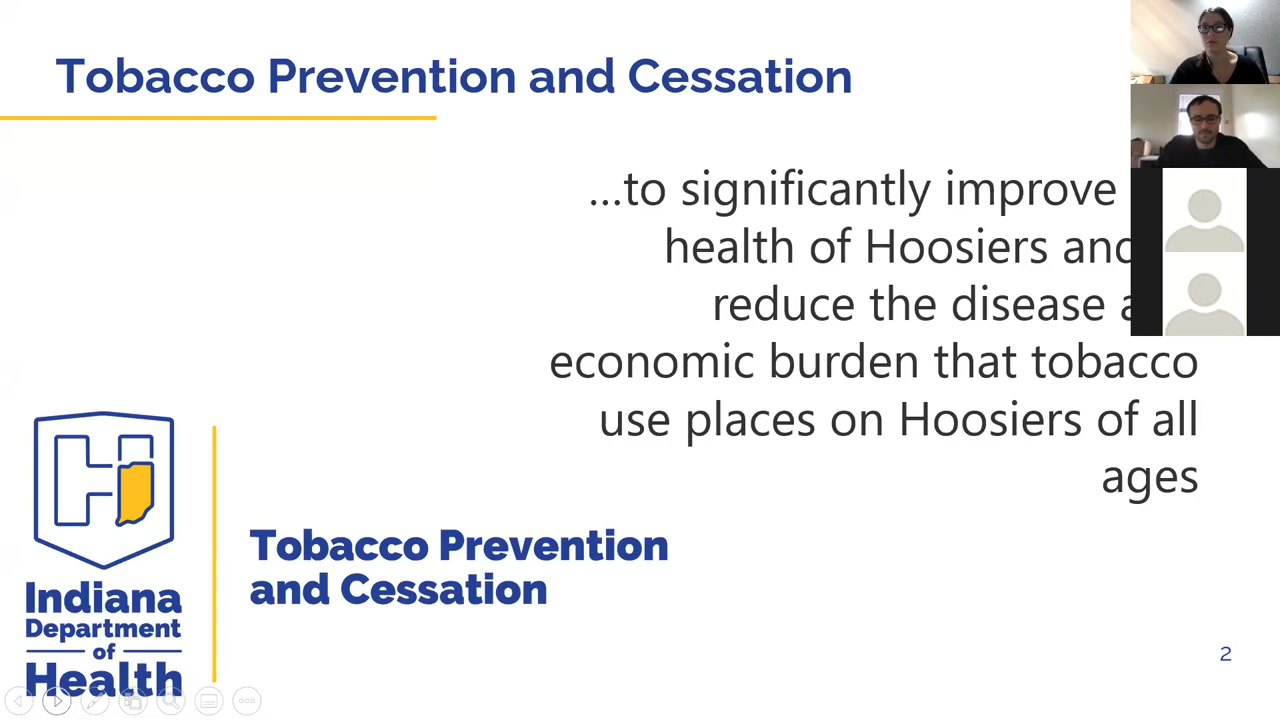 Tobacco Prevention and Cessation
...to significantly improve
health of Hoosiers and
reduce the disease a
economic burden that tobacco
use places on Hoosiers of all
ages
Tobacco Prevention
and Cessation
Indiana
Department
of
Health
2